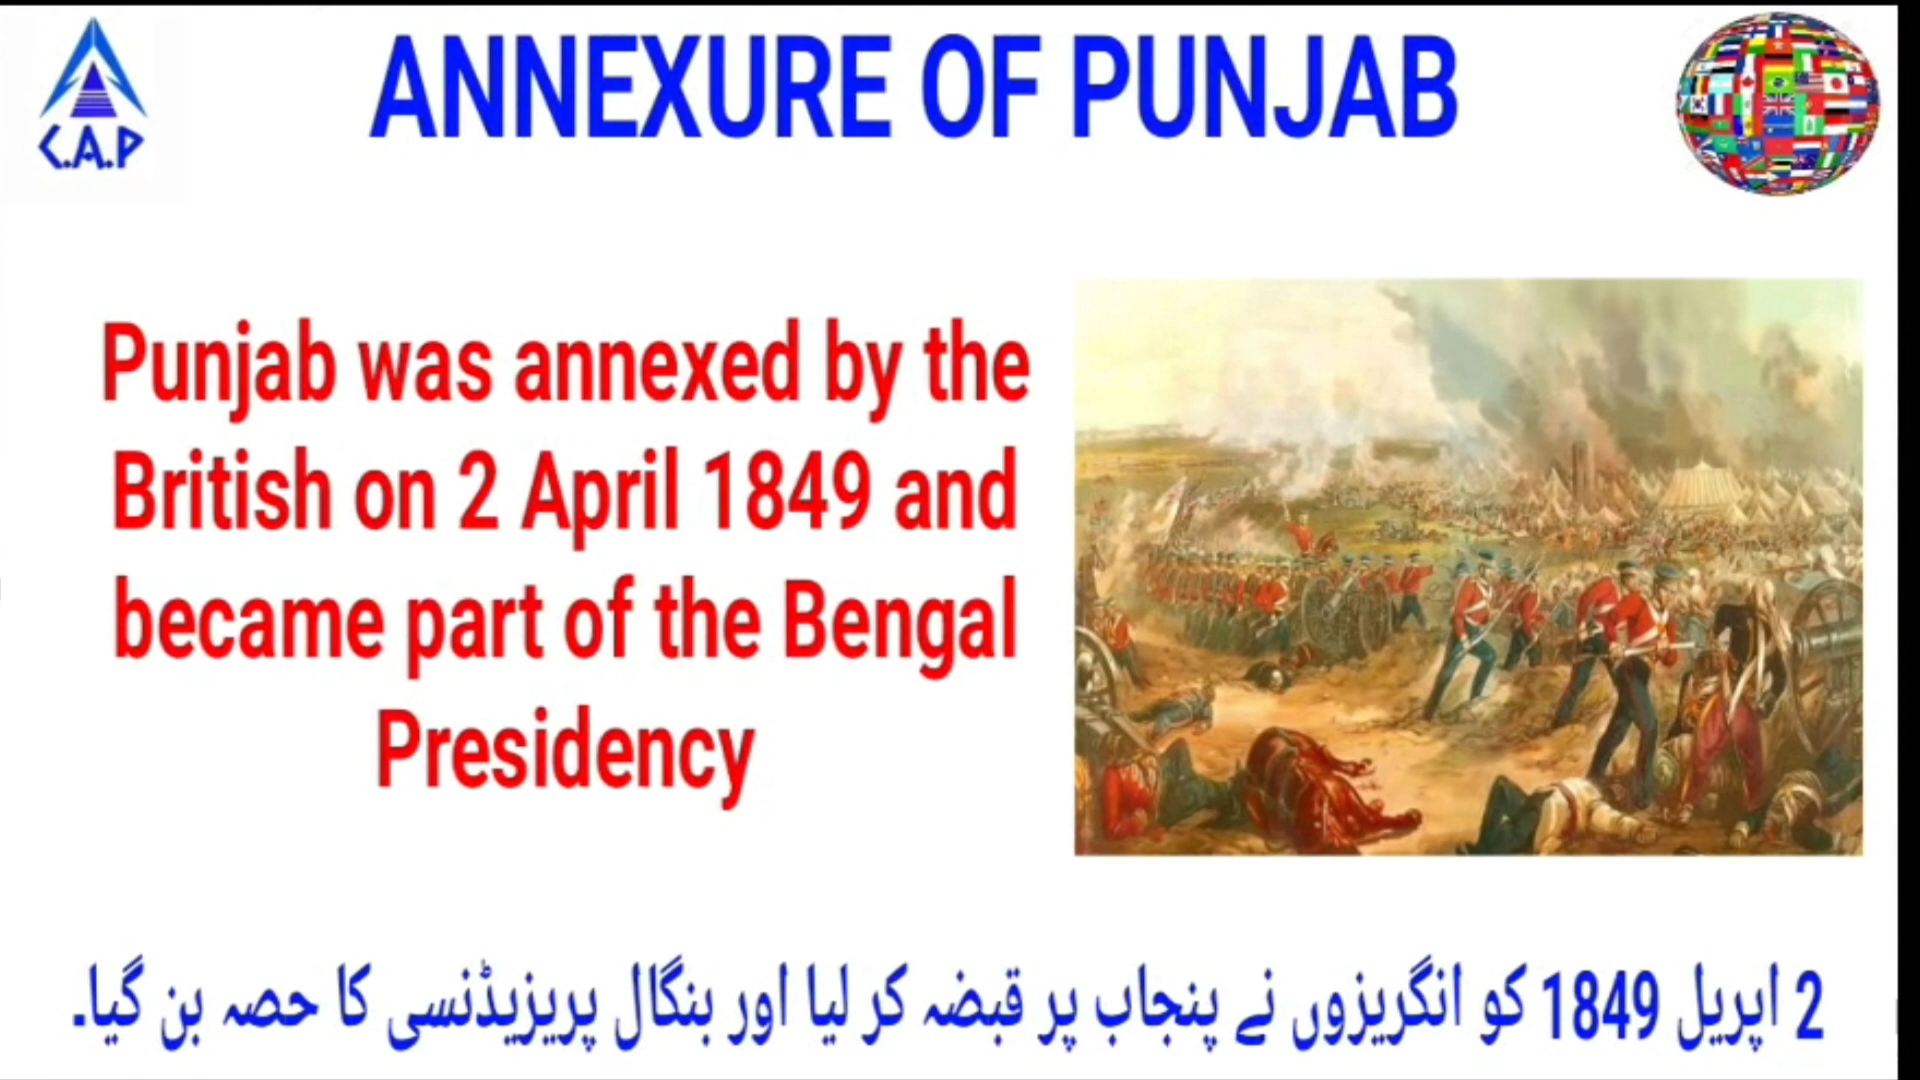 C.A.P
ANNEXURE OF PUNJAB
Punjab was annexed by the
British on 2 April 1849 and
became part of the Bengal
Presidency
2 اپریل 1849 کو انگریزوں نے پنجاب پر قبضہ کر لیا اور بنگال پریزیڈنسی کا حصہ بن گیا۔